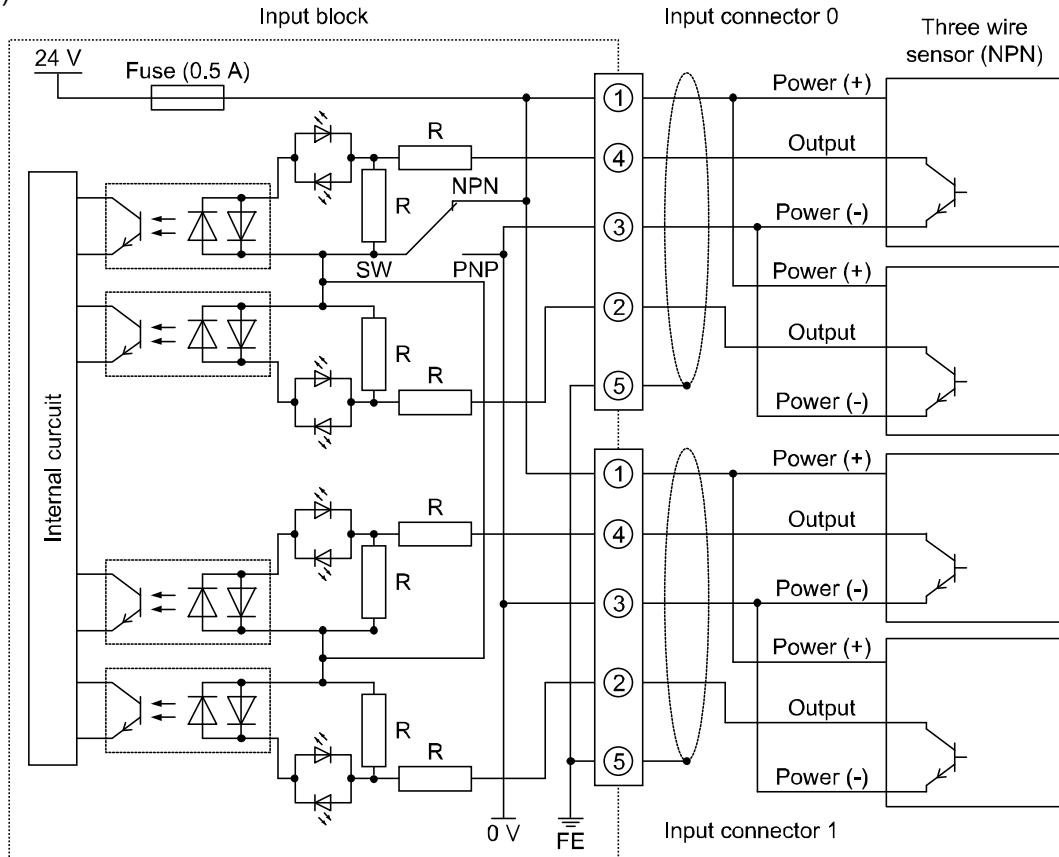 )
Input block
Input connector 0
Three wire
sensor (NPN)
24 V
Fuse (0.5 A)
1
Power (+)
R
4
Output
R
NPN
3
Power (-)
SW
PNP
Power (+)
2
R
Output
R
5
Power (-)
Internal curcuit
1
Power (+)
R
4
Output
R
3
Power (-)
Power (+)
2
R
Output
R
5
Power (-)
0 V
FE
Input connector 1